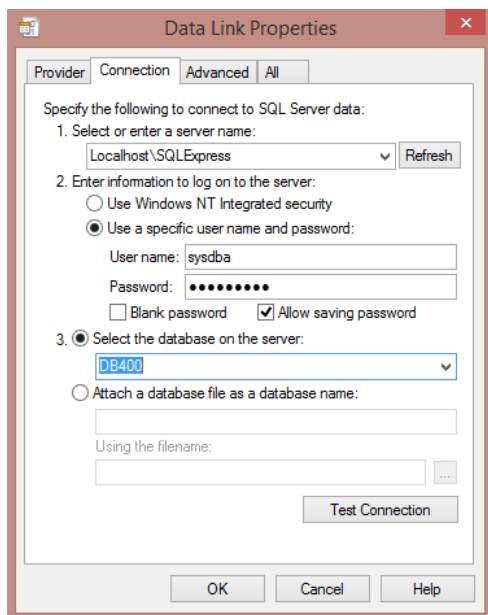 Data Link Properties
Provider Connection Advanced All
Specify the following to connect to SQL Server data:
1. Select or enter a server name:
Localhost\SQLExpress Refresh
2. Enter information to log on to the server:
Use Windows NT Integrated security
Use a specific user name and password:
User name: sysdba
Password: •••••••••
Blank password Allow saving password
3. Select the database on the server:
DB400
Attach a database file as a database name:
Using the filename:
...
Test Connection
OK Cancel Help